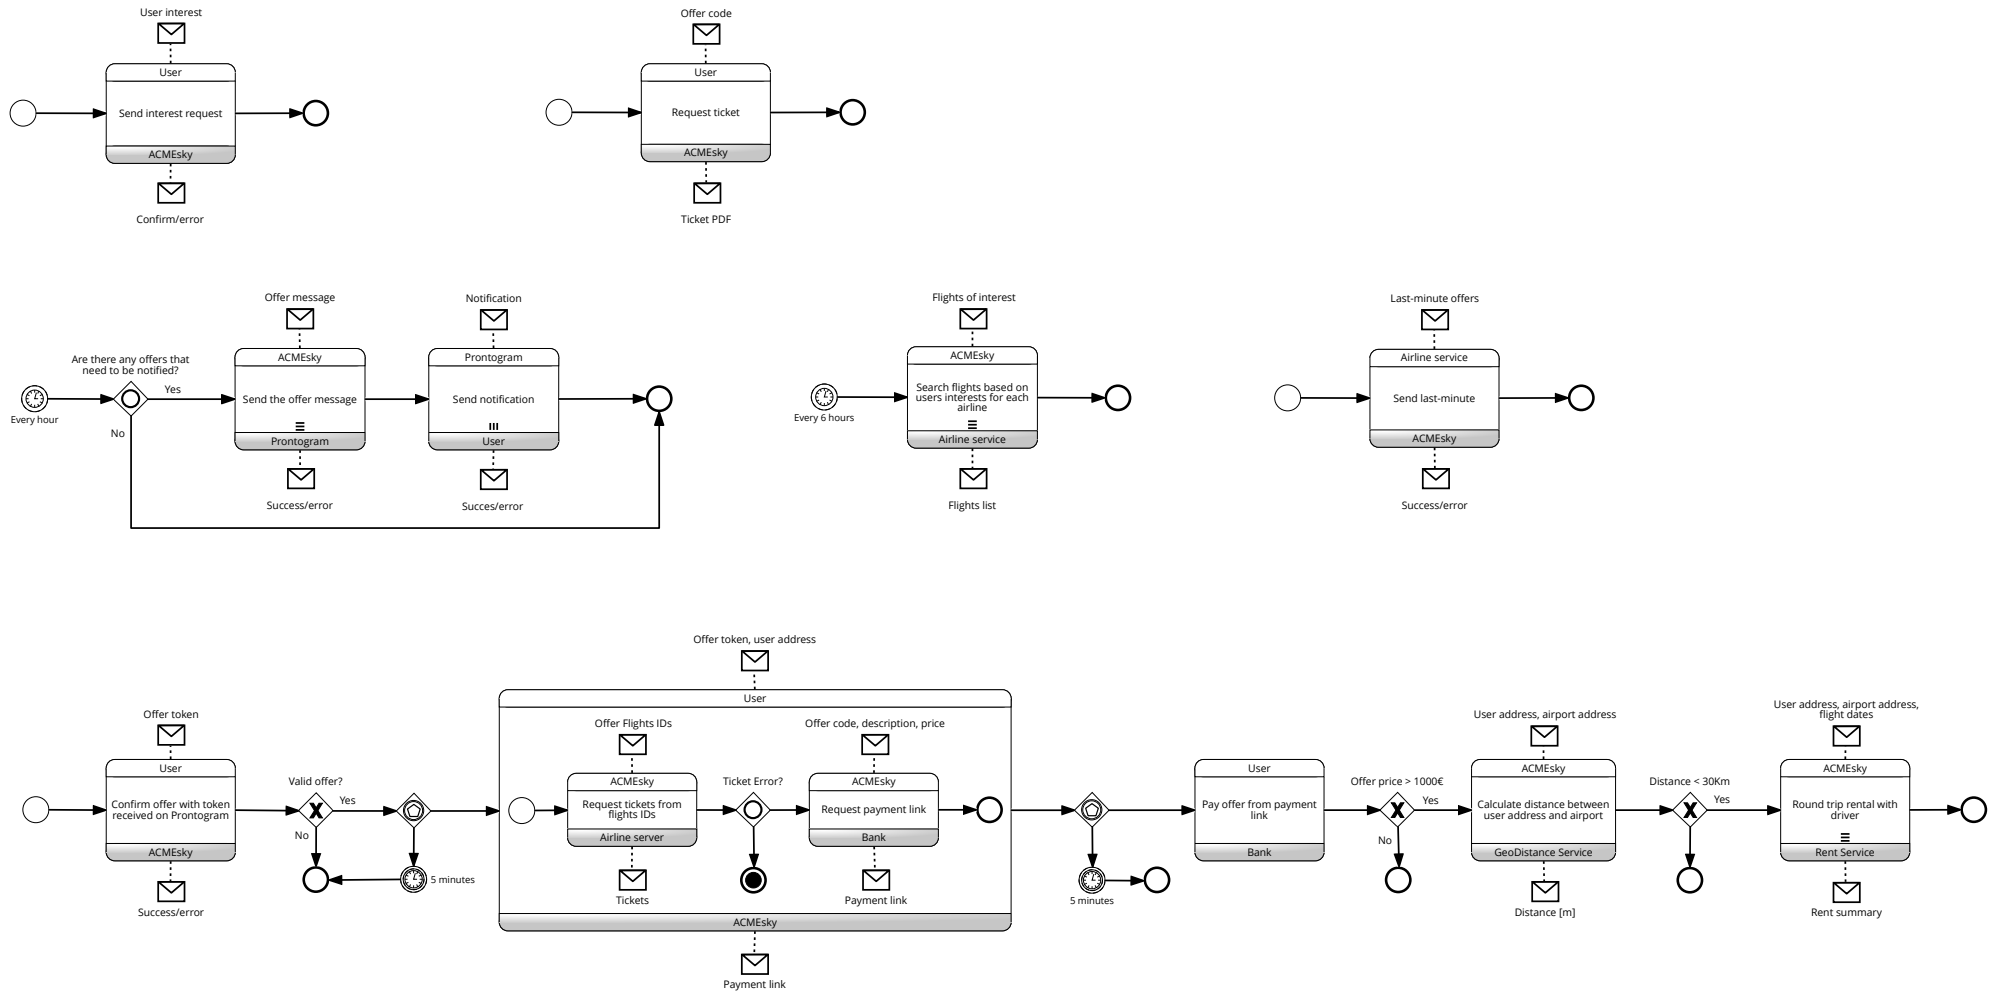 User interest
User
Send interest request
ACMEsky
Confirm/error
Offer code
User
Request ticket
ACMEsky
Ticket PDF
Every hour
Are there any offers that
need to be notified?
Yes
No
Offer message
ACMEsky
Send the offer message
Prontogram
Success/error
Notification
Prontogram
Send notification
User
Succes/error
Every 6 hours
Flights of interest
ACMEsky
Search flights based on
users interests for each
airline
Airline service
Flights list
Last-minute offers
Airline service
Send last-minute
ACMEsky
Success/error
Offer token
User
Confirm offer with token
received on Prontogram
ACMEsky
Success/error
Valid offer?
Yes
No
5 minutes
Offer token, user address
User
Offer Flights IDs
ACMEsky
Request tickets from
flights IDs
Airline server
Tickets
Ticket Error?
Offer code, description, price
ACMEsky
Request payment link
Bank
Payment link
ACMEsky
Payment link
5 minutes
User
Pay offer from payment
link
Bank
Offer price > 1000€
Yes
No
User address, airport address
ACMEsky
Calculate distance between
user address and airport
GeoDistance Service
Distance [m]
Distance < 30Km
Yes
User address, airport address,
flight dates
ACMEsky
Round trip rental with
driver
Rent Service
Rent summary